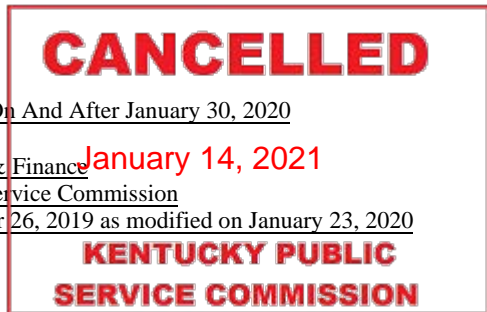 CANCELLED
On And After January 30, 2020
& Finance
January 14, 2021
Service Commission
26, 2019 as modified on January 23, 2020
KENTUCKY PUBLIC
SERVICE COMMISSION